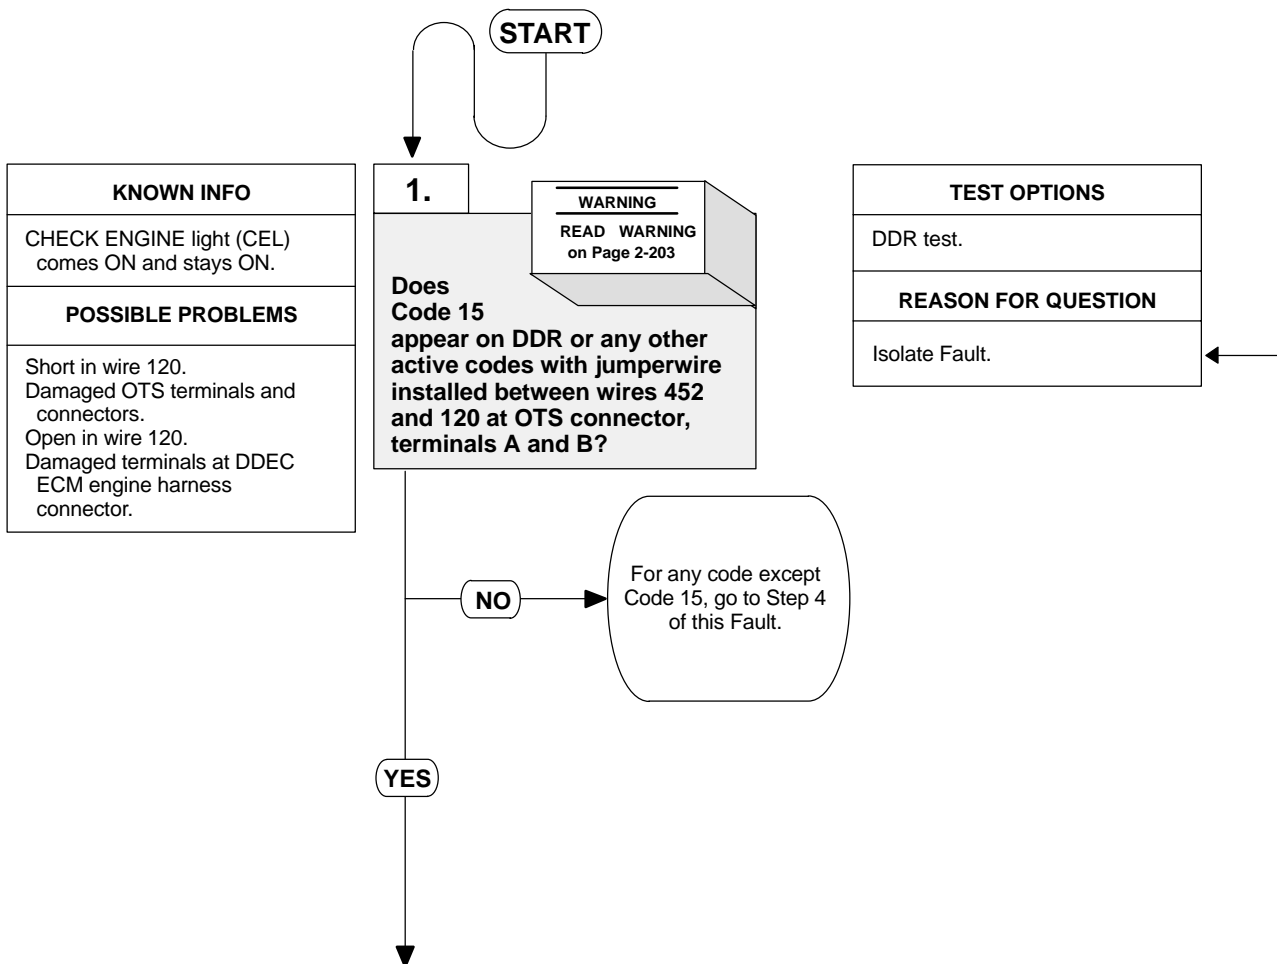 START
KNOWN INFO
CHECK ENGINE light (CEL)
comes ON and stays ON.
POSSIBLE PROBLEMS
Short in wire 120.
Damaged OTS terminals and
connectors.
Open in wire 120.
Damaged terminals at DDEC
ECM engine harness
connector.
1.
WARNING
READ WARNING
on Page 2-203
Does
Code 15
appear on DDR or any other
active codes with jumperwire
installed between wires 452
and 120 at OTS connector,
terminals A and B?
TEST OPTIONS
DDR test.
REASON FOR QUESTION
Isolate Fault.
NO
For any code except
Code 15, go to Step 4
of this Fault.
YES